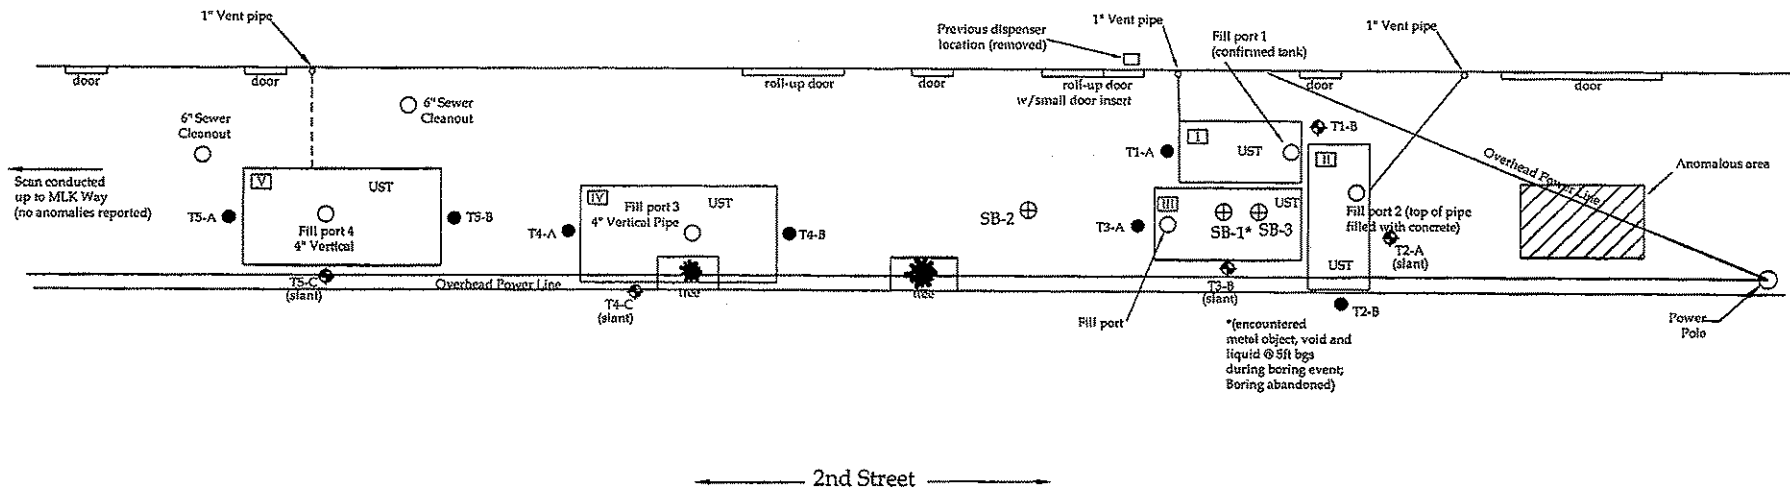 1" Vent pipe
Previous dispenser
location (removed)
1" Vent pipe
Fill port 1
(confirmed tank)
1" Vent pipe
door
door
roll-up door
door
roll-up door
w/small door insert
door
door
6" Sewer
Cleanout
6" Sewer
Cleanout
Scan conducted
up to MLK Way
(no anomalies reported)
T5-A
V
UST
Fill port 4
4" Vertical
T5-B
T5-C
(slant)
Overhead Power Line
T4-A
IV
UST
Fill port 3
4" Vertical Pipe
T4-B
T4-C
(slant)
tree
tree
SB-2
T1-A
I
UST
T1-B
T3-A
III
UST
SB-1*
SB-3
T3-B
(slant)
Fill port
II
UST
Fill port 2 (top of pipe
filled with concrete)
T2-A
(slant)
T2-B
Overhead Power Line
Anomalous area
Power
Pole
*(encountered
metal object, void and
liquid @ 5ft bgs
during boring event;
Boring abandoned)
2nd Street